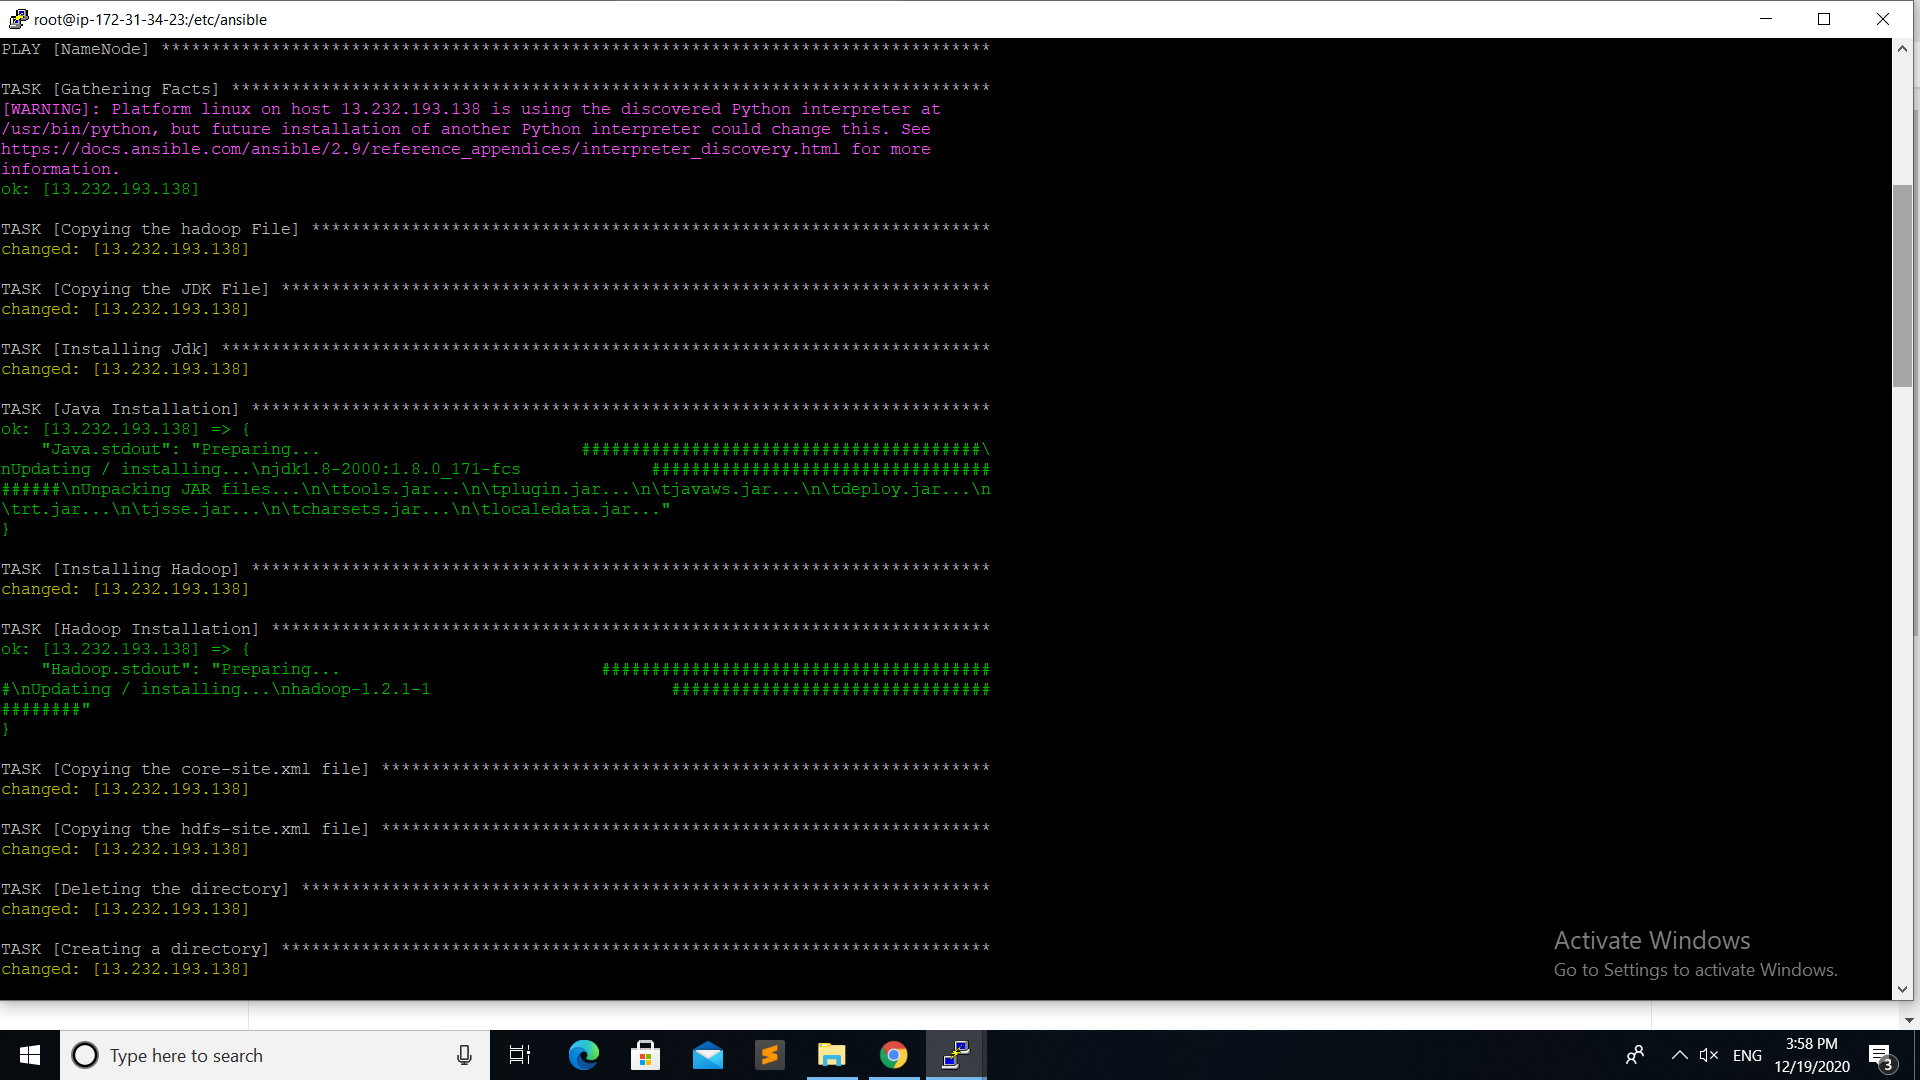 root@ip-172-31-34-23:/etc/ansible
PLAY [NameNode] ***********************************************************************************
TASK [Gathering Facts] ****************************************************************************
[WARNING]: Platform linux on host 13.232.193.138 is using the discovered Python interpreter at
/usr/bin/python, but future installation of another Python interpreter could change this. See
https://docs.ansible.com/ansible/2.9/reference_appendices/interpreter_discovery.html for more
information.
ok: [13.232.193.138]
TASK [Copying the hadoop File] ********************************************************************
changed: [13.232.193.138]
TASK [Copying the JDK File] ***********************************************************************
changed: [13.232.193.138]
TASK [Installing Jdk] *****************************************************************************
changed: [13.232.193.138]
TASK [Java Installation] **************************************************************************
ok: [13.232.193.138] => {
    "Java.stdout": "Preparing...                          ########################################\
nUpdating / installing...\njdk1.8-2000:1.8.0_171-fcs             ##################################
######\nUnpacking JAR files...\n\ttools.jar...\n\tplugin.jar...\n\tjavaws.jar...\n\tdeploy.jar...\n
\trt.jar...\n\tjsse.jar...\n\tcharsets.jar...\n\tlocaledata.jar..."
}
TASK [Installing Hadoop] **************************************************************************
changed: [13.232.193.138]
TASK [Hadoop Installation] ************************************************************************
ok: [13.232.193.138] => {
    "Hadoop.stdout": "Preparing...                          #######################################
#\nUpdating / installing...\nhadoop-1.2.1-1                        ################################
########"
}
TASK [Copying the core-site.xml file] *************************************************************
changed: [13.232.193.138]
TASK [Copying the hdfs-site.xml file] *************************************************************
changed: [13.232.193.138]
TASK [Deleting the directory] *********************************************************************
changed: [13.232.193.138]
TASK [Creating a directory] ***********************************************************************
changed: [13.232.193.138]
Activate Windows
Go to Settings to activate Windows.
Type here to search
ENG
3:58 PM
12/19/2020
3